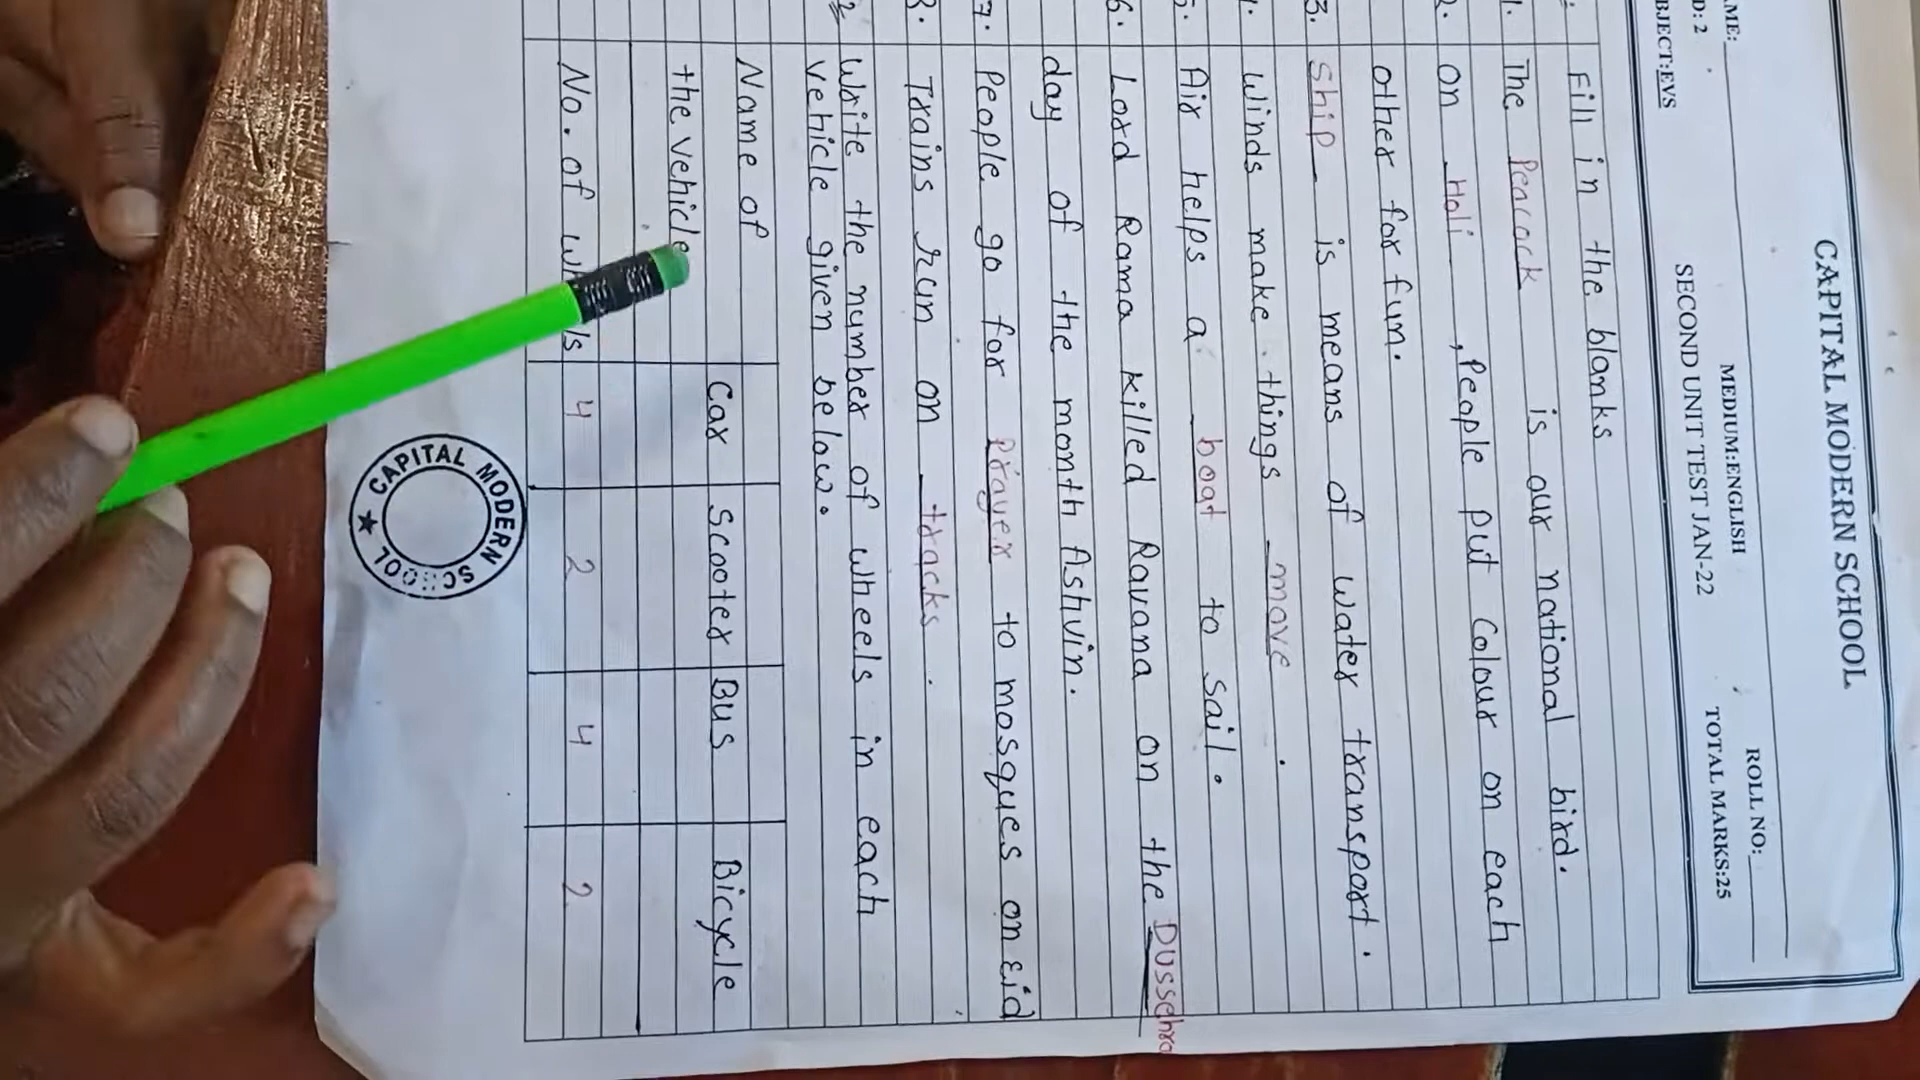 CAPITAL MODERN SCHOOL
AME: ROLL NO:
D: 2 MEDIUM:ENGLISH TOTAL MARKS:25
BJECT:EVS SECOND UNIT TEST JAN-22
Fill in the blanks
1. The Peacock is our national bird.
2. on Holi , People put Colour on each
other for fun.
3. Ship is means of water transport.
4. Winds make things move.
5. Air helps a boat to sail.
6. Lord Rama killed Ravana on the Dussehra
day of the month Ashvin.
7. People go for Prayer to mosques on eid
8. Trains run on tracks.
2 Write the number of wheels in each
vehicle given below.
Name of Car Scooter Bus Bicycle
the vehicle
No. of 4 2 4 2
CAPITAL MODERN SCHOOL